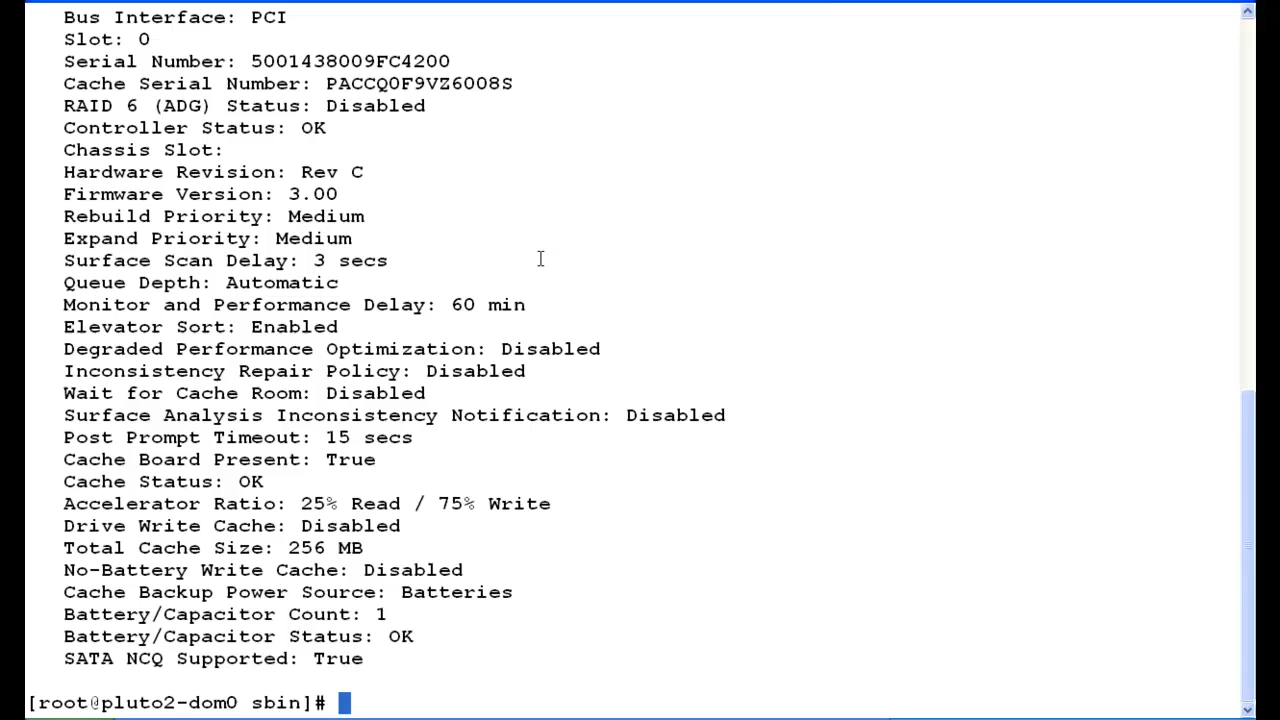 Bus Interface: PCI
Slot: 0
Serial Number: 5001438009FC4200
Cache Serial Number: PACCQ0F9VZ6008S
RAID 6 (ADG) Status: Disabled
Controller Status: OK
Chassis Slot:
Hardware Revision: Rev C
Firmware Version: 3.00
Rebuild Priority: Medium
Expand Priority: Medium
Surface Scan Delay: 3 secs
Queue Depth: Automatic
Monitor and Performance Delay: 60 min
Elevator Sort: Enabled
Degraded Performance Optimization: Disabled
Inconsistency Repair Policy: Disabled
Wait for Cache Room: Disabled
Surface Analysis Inconsistency Notification: Disabled
Post Prompt Timeout: 15 secs
Cache Board Present: True
Cache Status: OK
Accelerator Ratio: 25% Read / 75% Write
Drive Write Cache: Disabled
Total Cache Size: 256 MB
No-Battery Write Cache: Disabled
Cache Backup Power Source: Batteries
Battery/Capacitor Count: 1
Battery/Capacitor Status: OK
SATA NCQ Supported: True
[root@pluto2-dom0 sbin]#